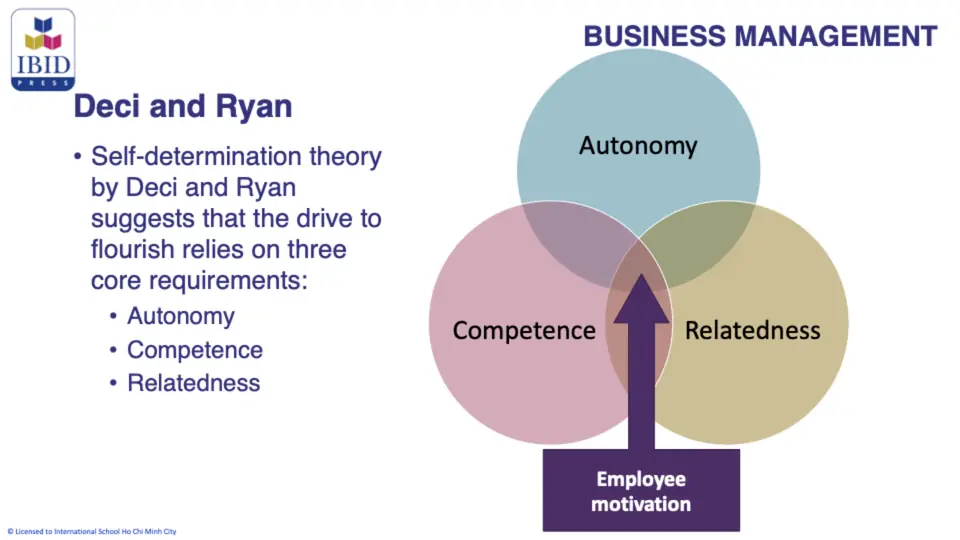 IBID
PRESS
BUSINESS MANAGEMENT
Deci and Ryan
• Self-determination theory
by Deci and Ryan
suggests that the drive to
flourish relies on three
core requirements:
• Autonomy
• Competence
• Relatedness
Autonomy
Competence
Relatedness
Employee
motivation
© Licensed to International School Ho Chi Minh City